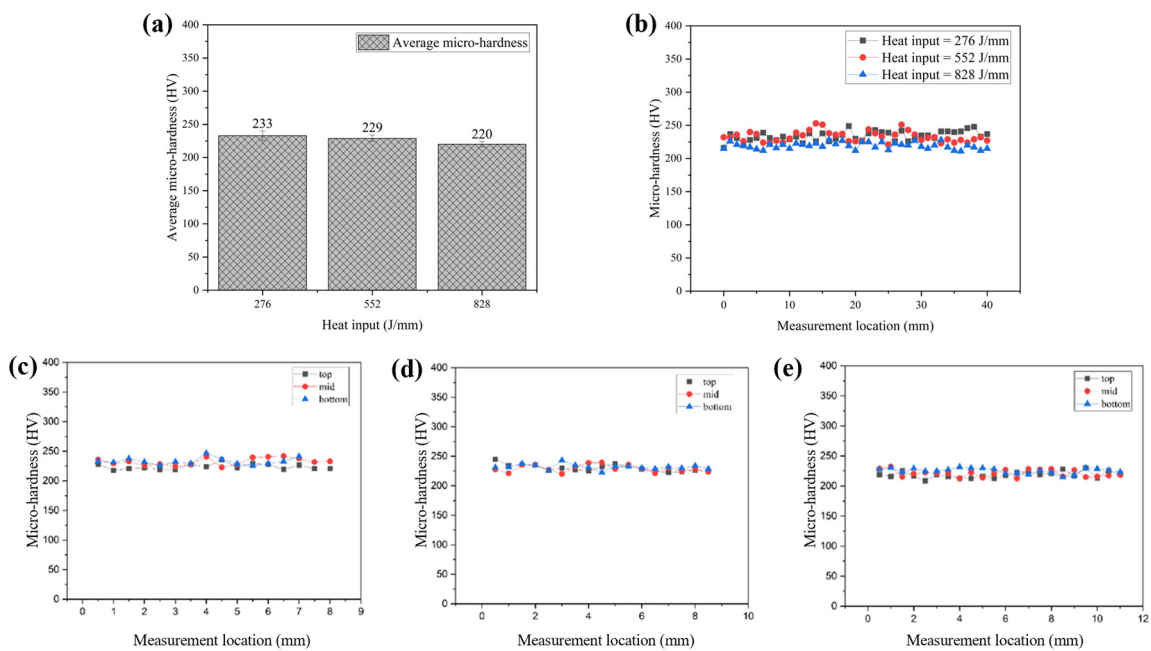 (a)
400
350
300
250
200
150
100
50
0
Average micro-hardness (HV)
Average micro-hardness
233
229
220
276
552
828
Heat input (J/mm)
(b)
400
350
300
250
200
150
100
50
0
Micro-hardness (HV)
Heat input = 276 J/mm
Heat input = 552 J/mm
Heat input = 828 J/mm
0
10
20
30
40
Measurement location (mm)
(c)
400
350
300
250
200
150
100
50
0
Micro-hardness (HV)
top
mid
bottom
0
1
2
3
4
5
6
7
8
9
Measurement location (mm)
(d)
400
350
300
250
200
150
100
50
0
Micro-hardness (HV)
top
mid
bottom
0
2
4
6
8
10
Measurement location (mm)
(e)
400
350
300
250
200
150
100
50
0
Micro-hardness (HV)
top
mid
bottom
0
2
4
6
8
10
12
Measurement location (mm)